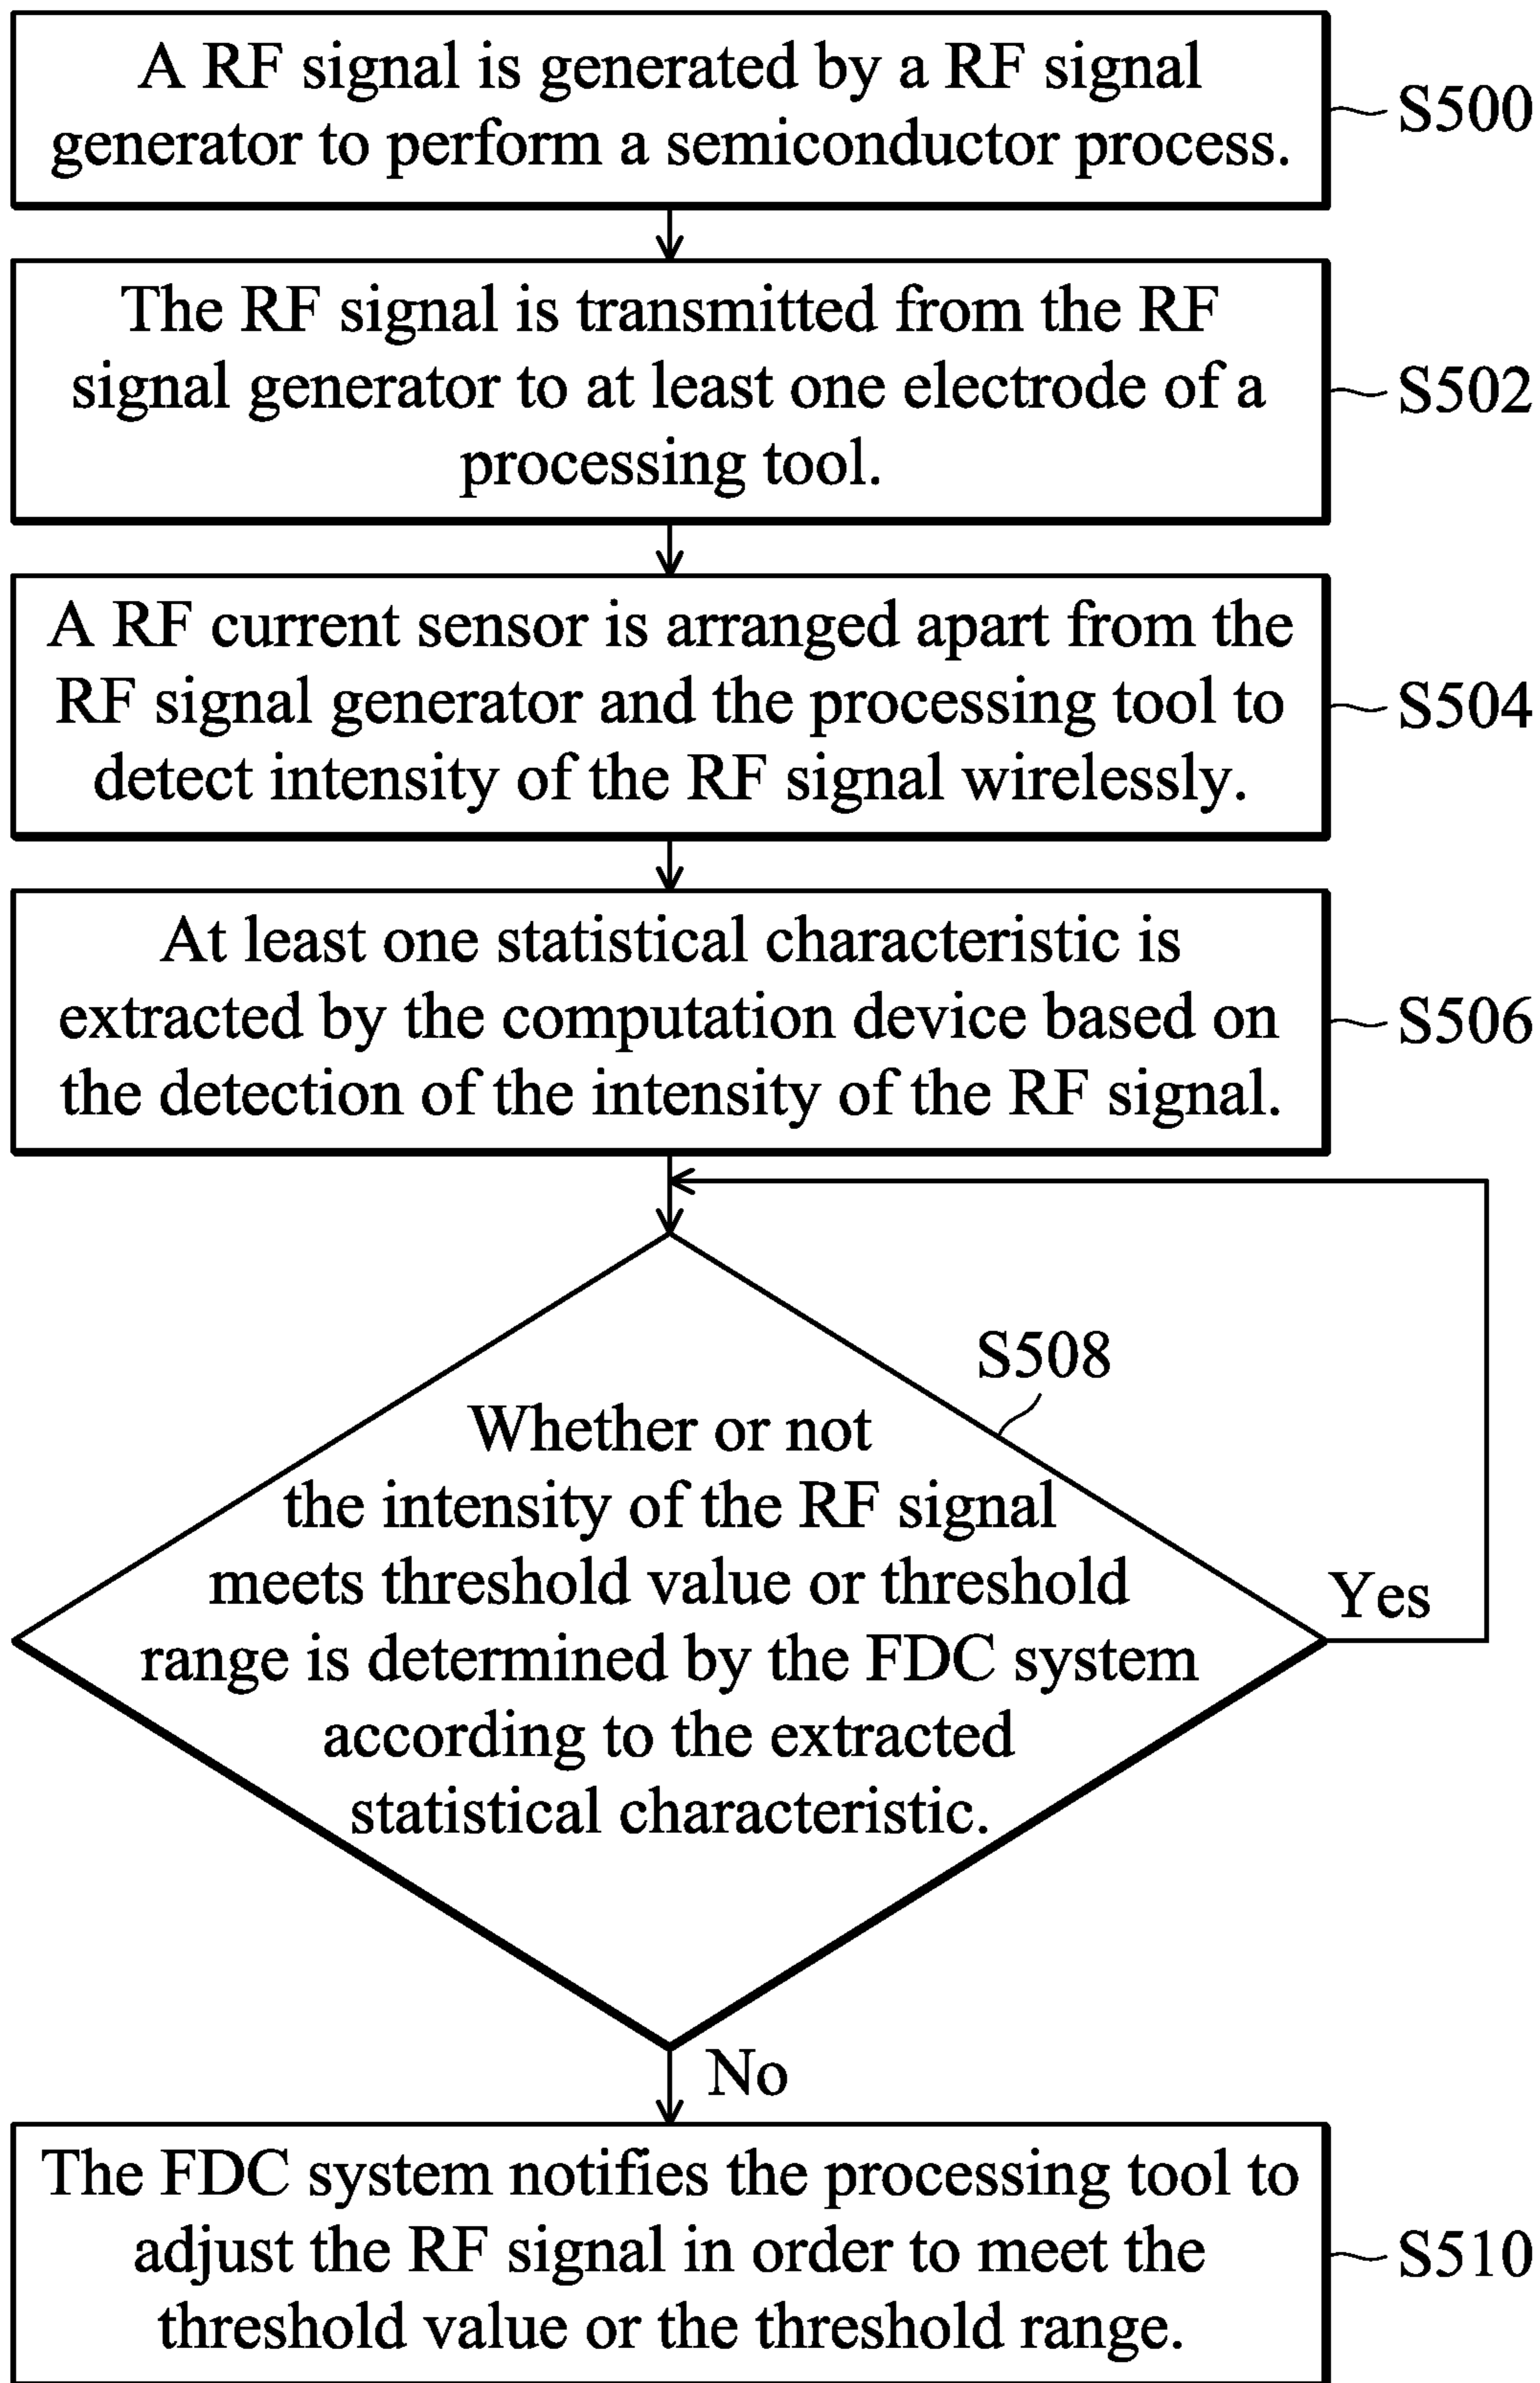 A RF signal is generated by a RF signal
generator to perform a semiconductor process.
S500
The RF signal is transmitted from the RF
signal generator to at least one electrode of a
processing tool.
S502
A RF current sensor is arranged apart from the
RF signal generator and the processing tool to
detect intensity of the RF signal wirelessly.
S504
At least one statistical characteristic is
extracted by the computation device based on
the detection of the intensity of the RF signal.
S506
S508
Whether or not
the intensity of the RF signal
meets threshold value or threshold
range is determined by the FDC system
according to the extracted
statistical characteristic.
Yes
No
The FDC system notifies the processing tool to
adjust the RF signal in order to meet the
threshold value or the threshold range.
S510